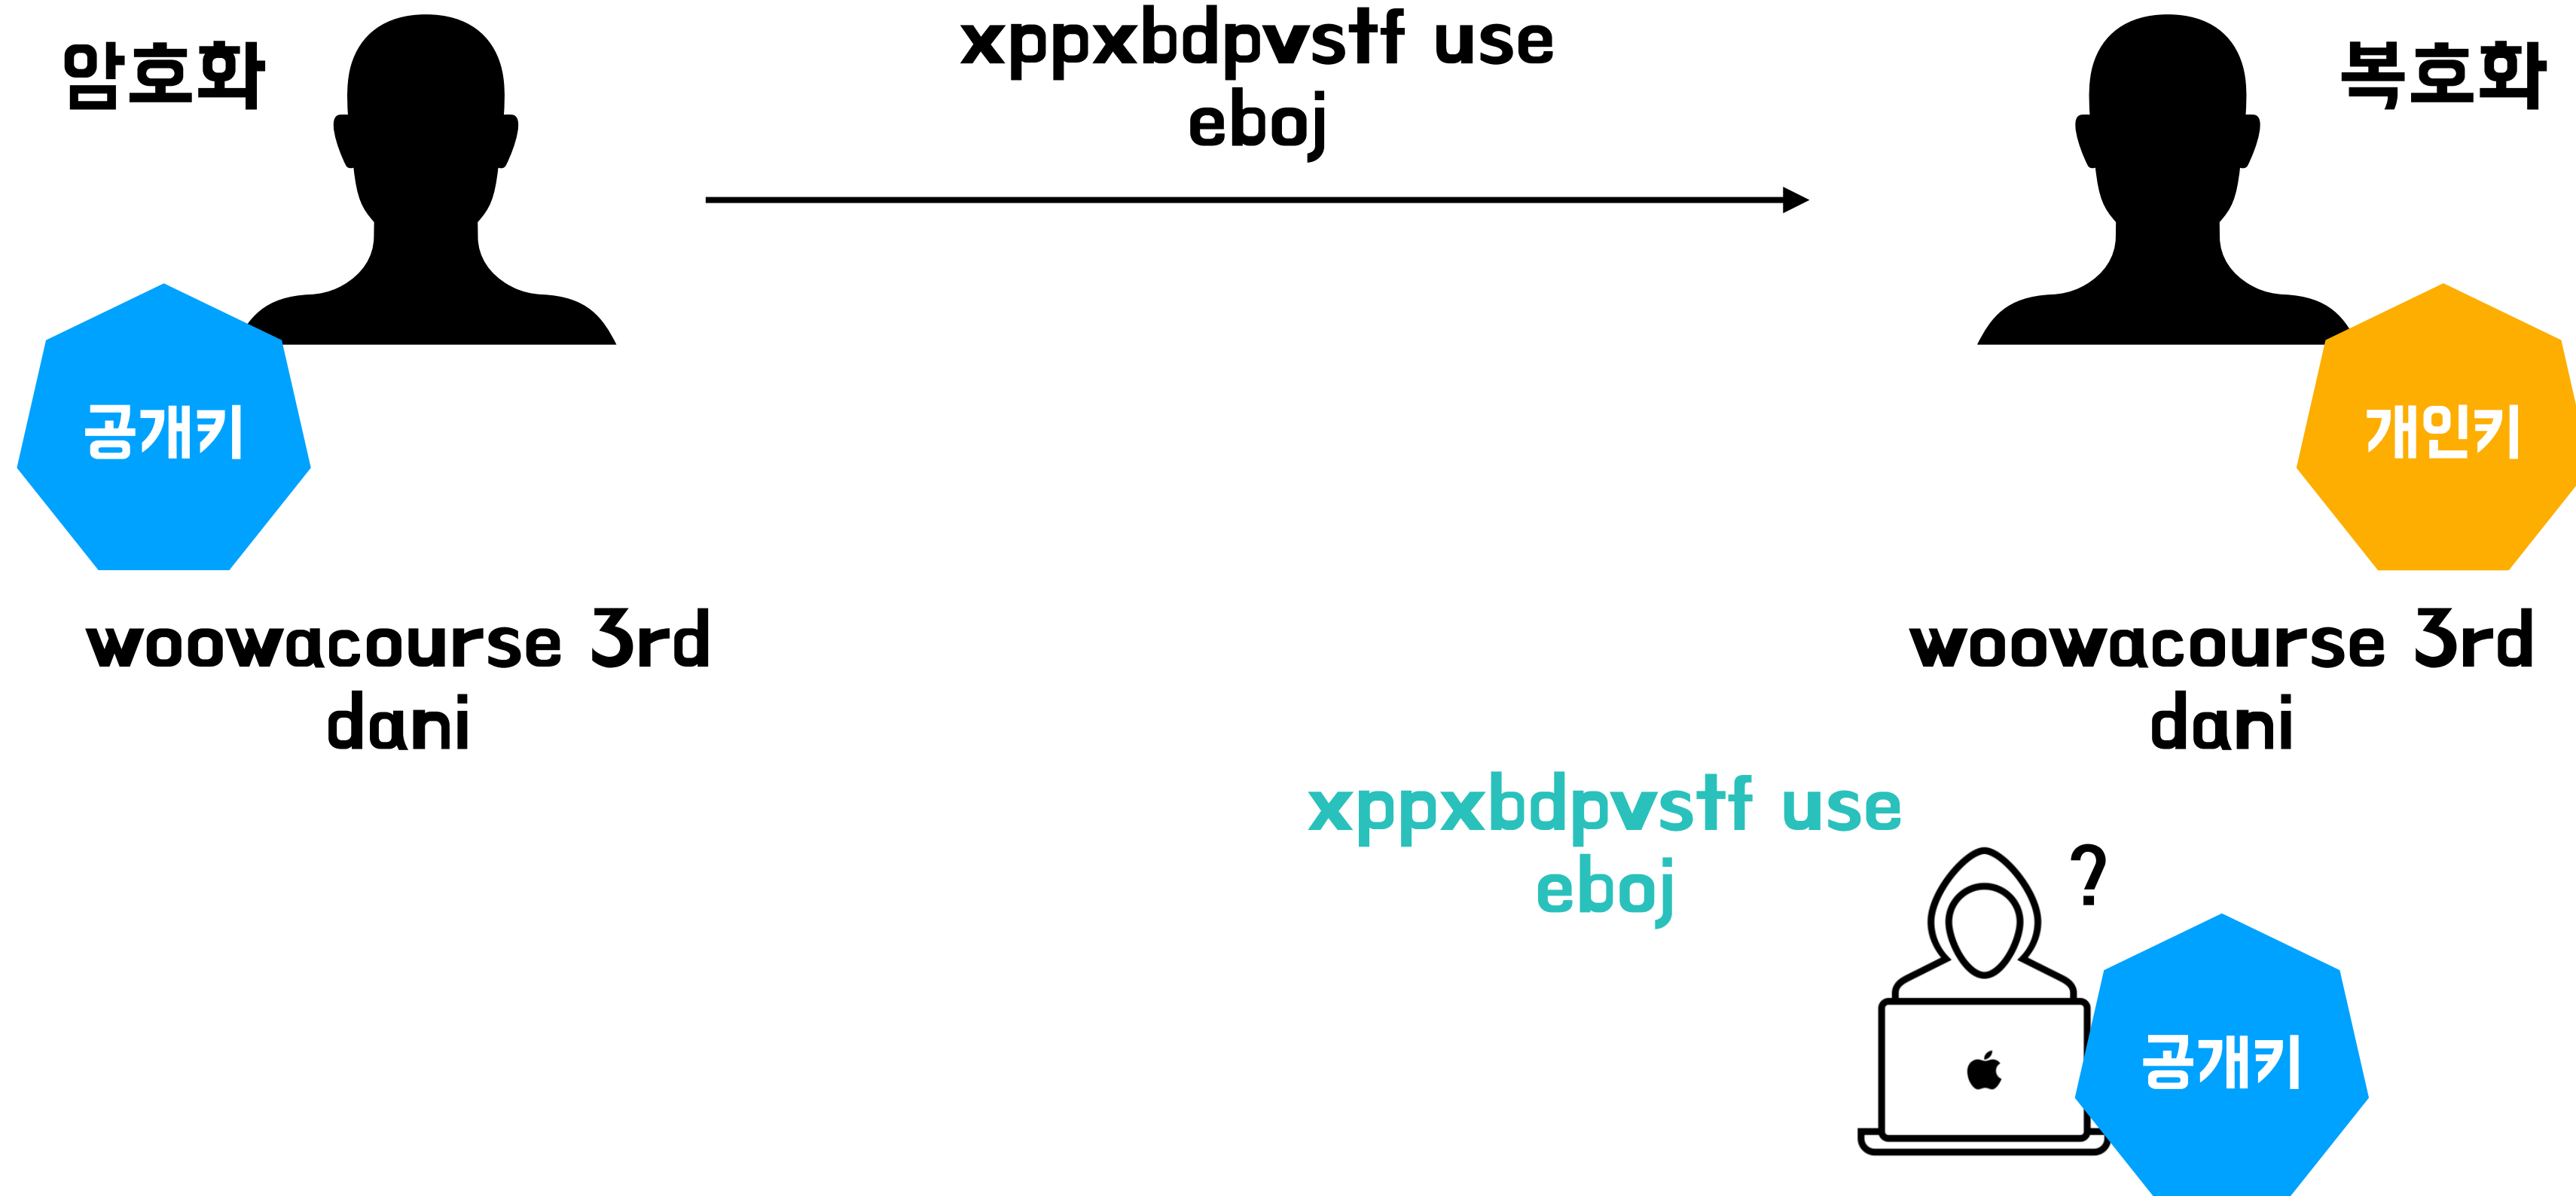 암호화
xppxbdpvstf use
eboj
복호화
공개키
개인키
woowacourse 3rd
dani
woowacourse 3rd
dani
xppxbdpvstf use
eboj
?
공개키